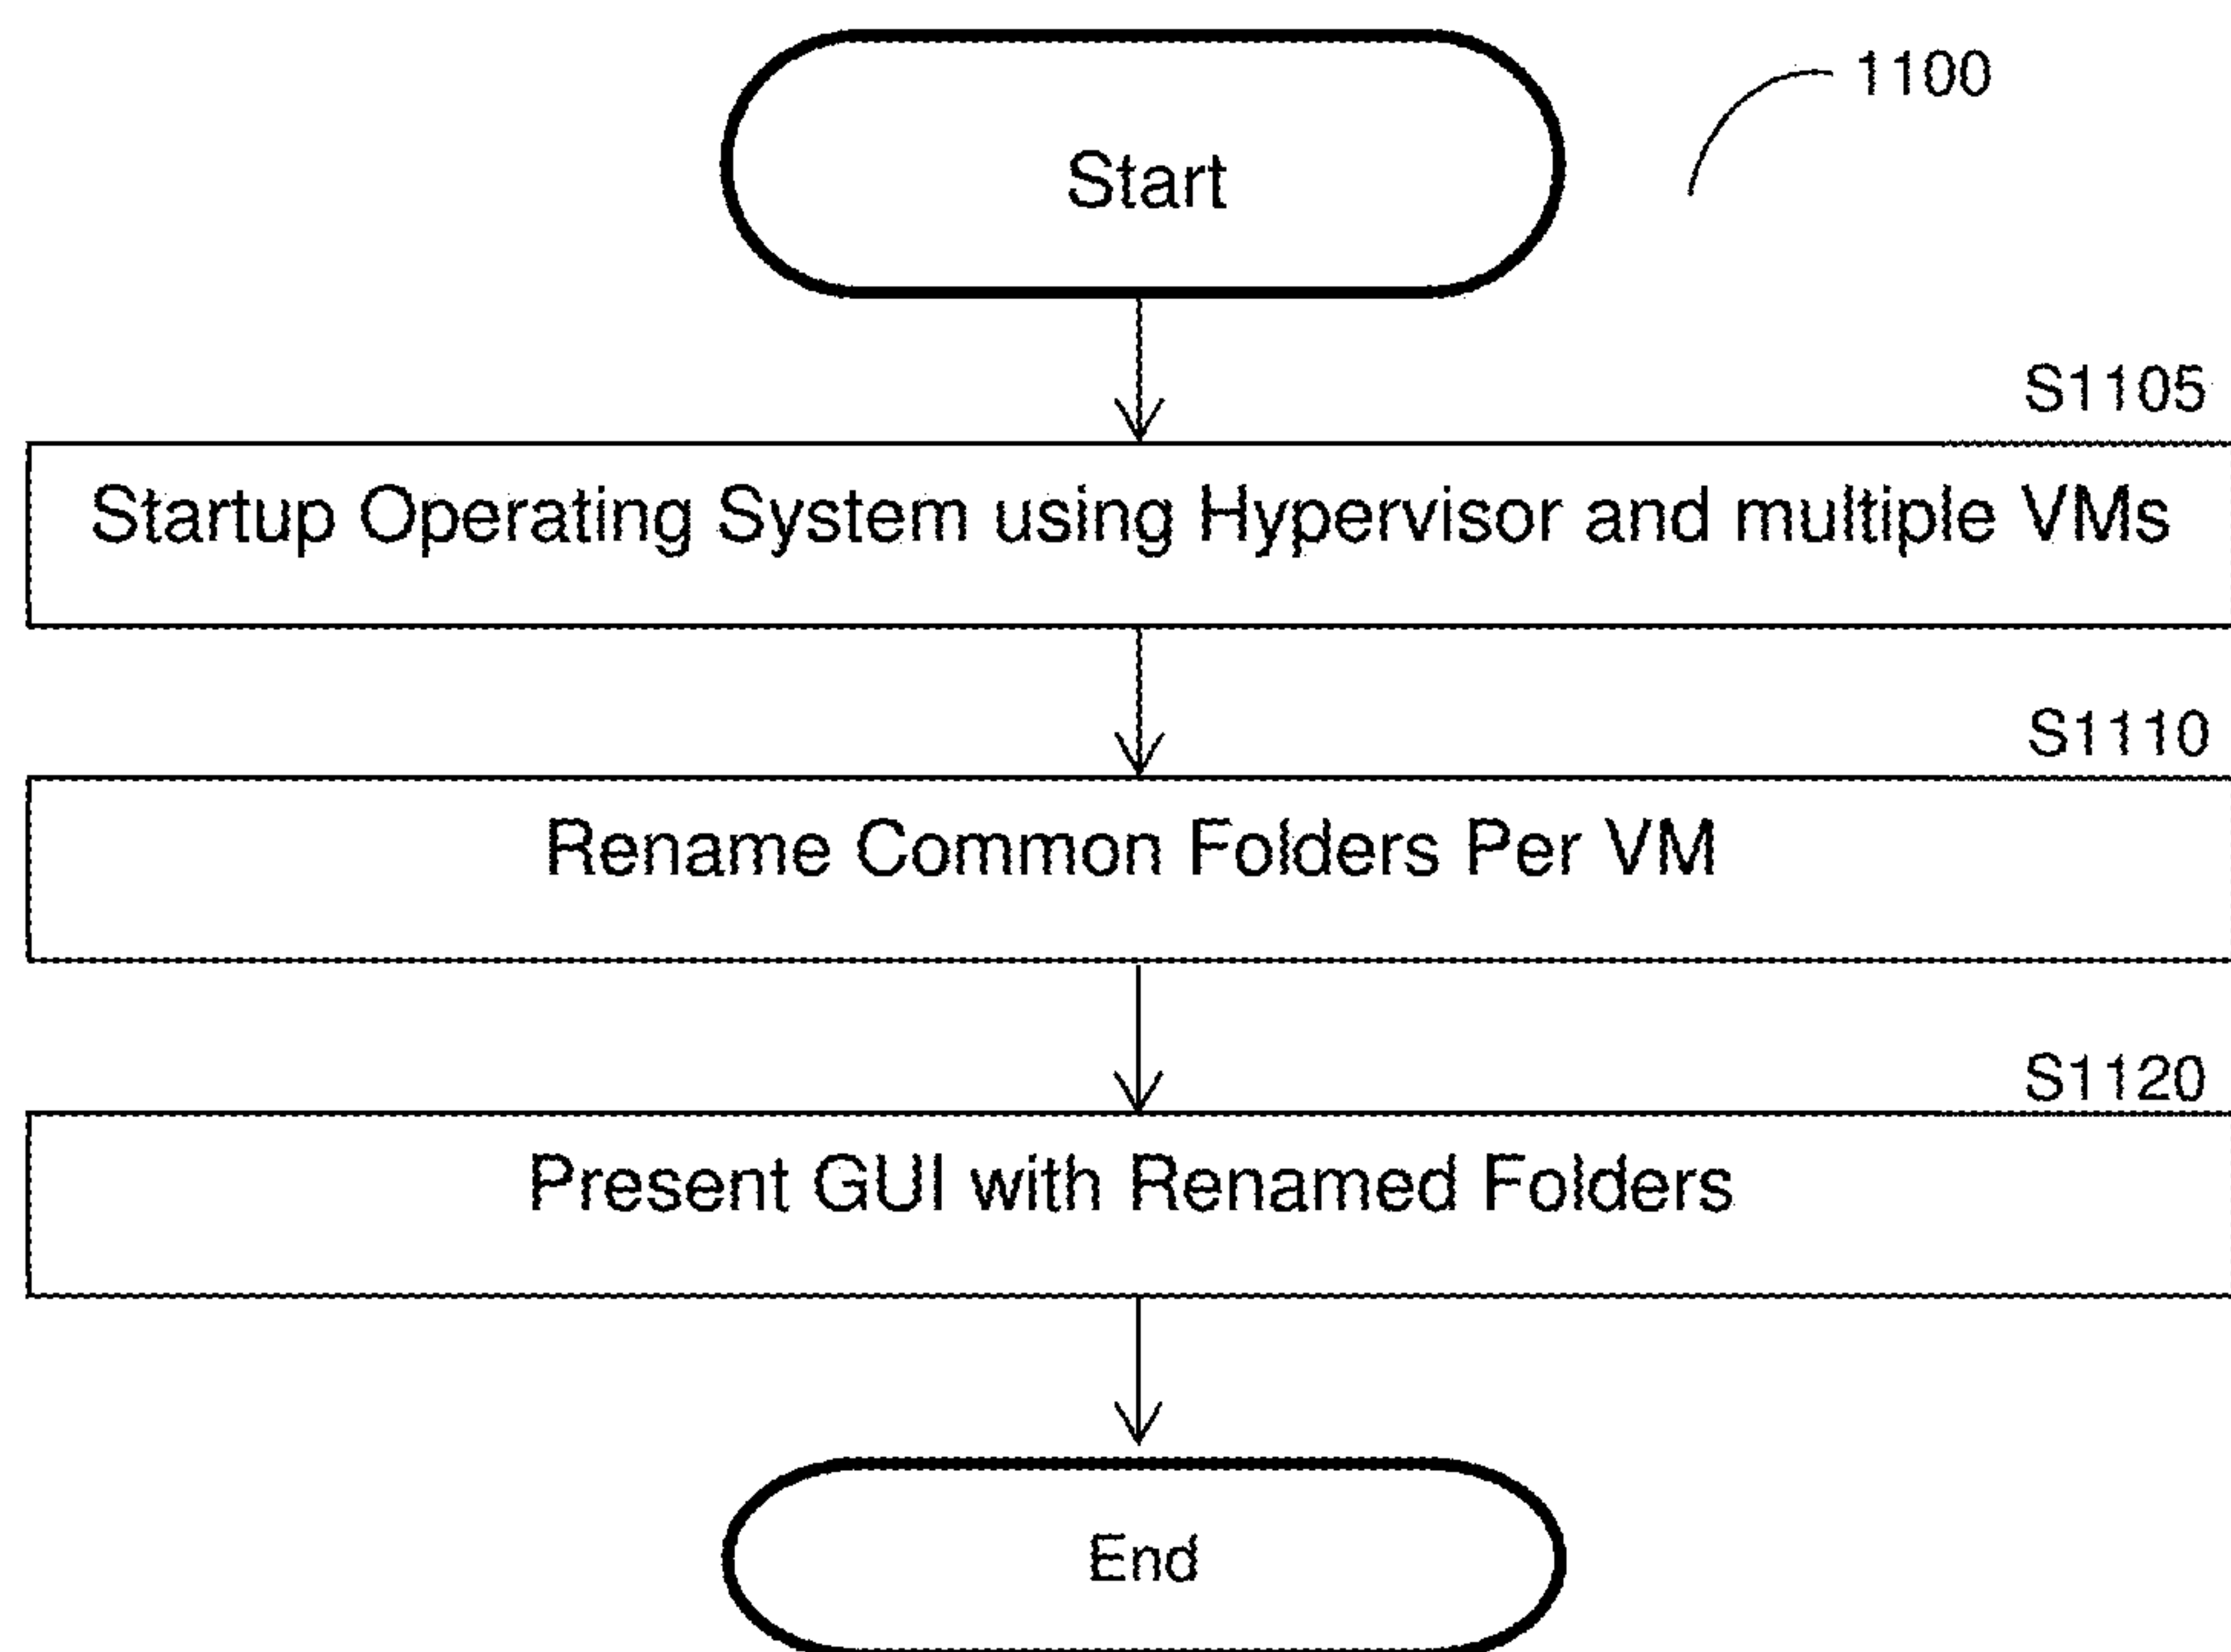 Start
1100
S1105
Startup Operating System using Hypervisor and multiple VMs
S1110
Rename Common Folders Per VM
S1120
Present GUI with Renamed Folders
End